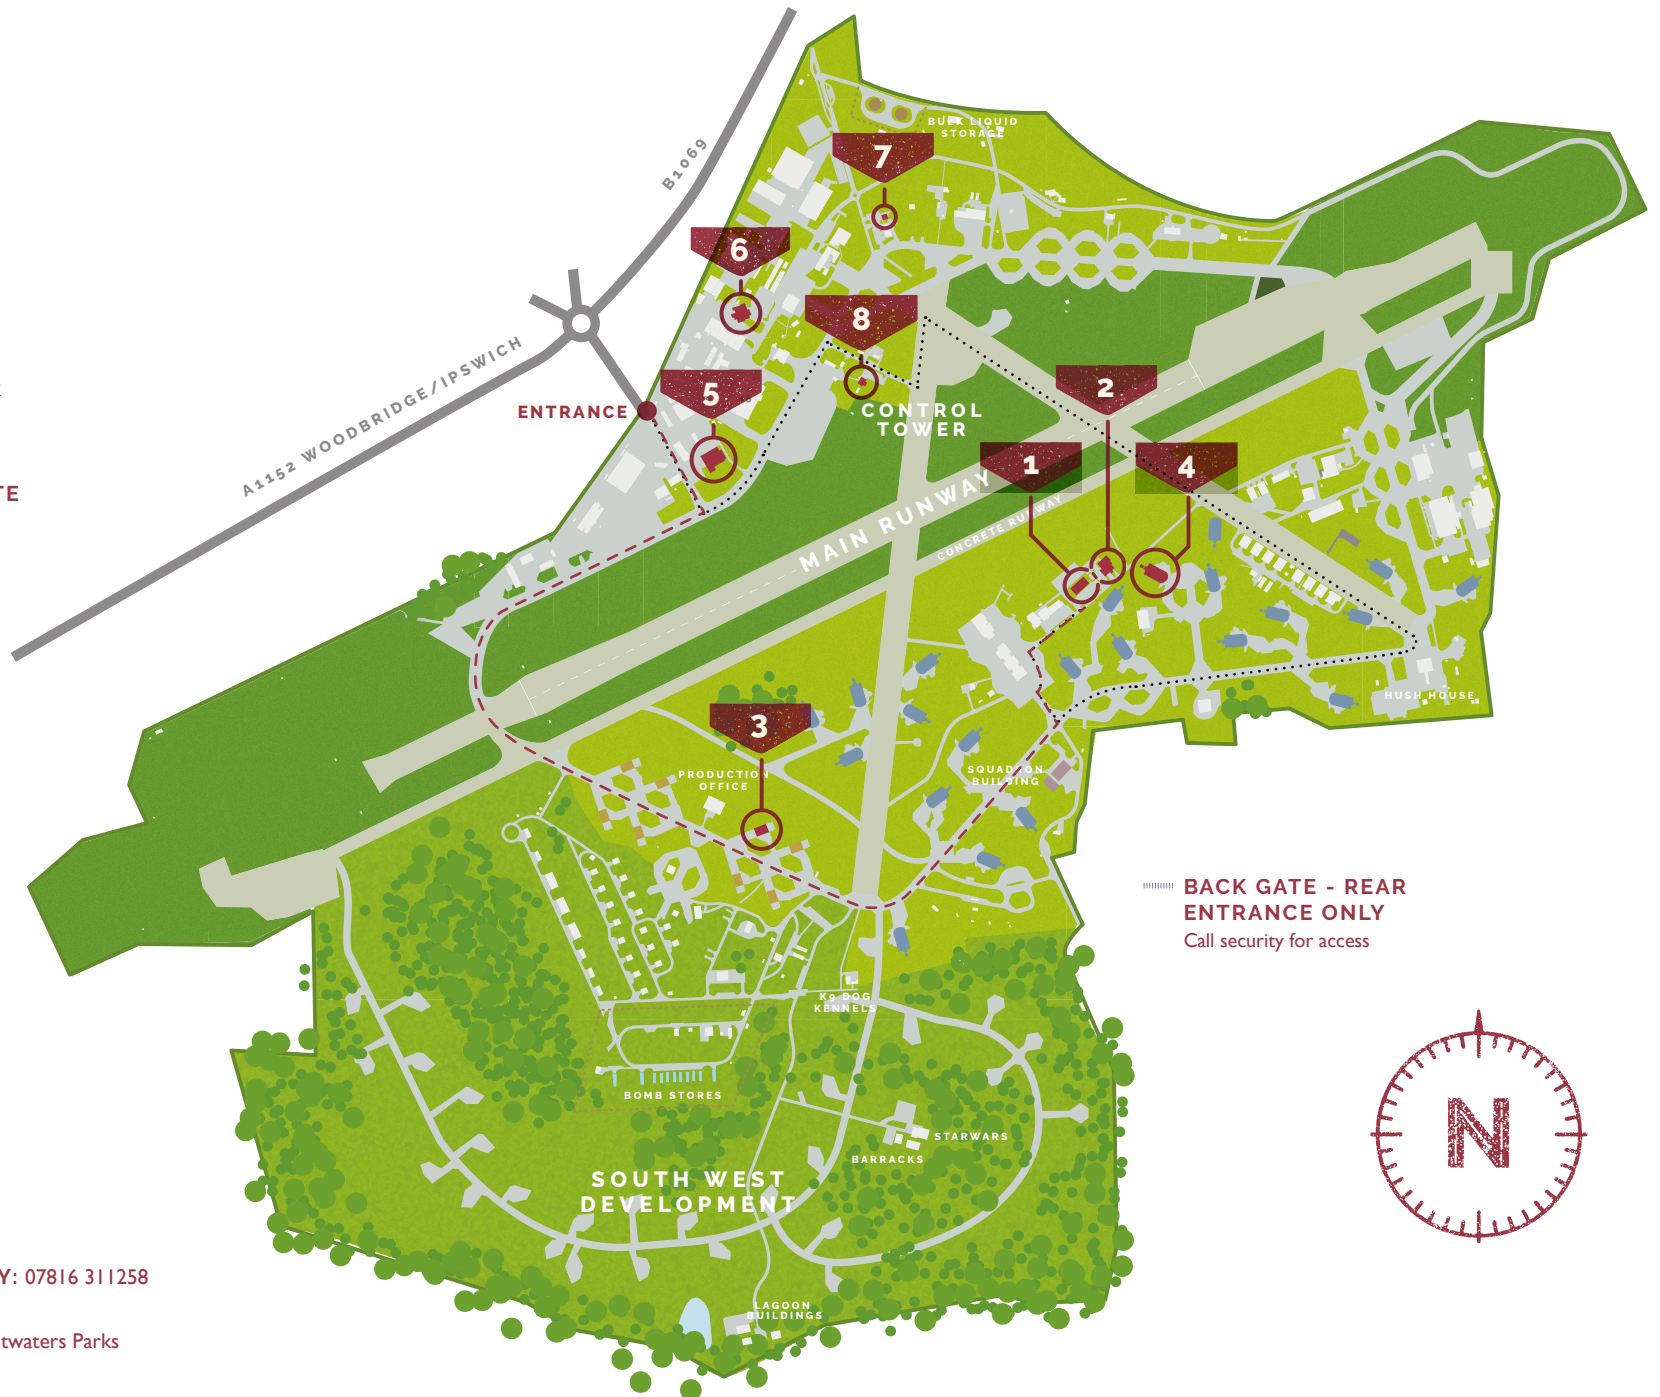 B1069
BULK LIQUID
STORAGE
7
6
8
A1152 WOODBRIDGE/IPSWICH
5
2
ENTRANCE
CONTROL
TOWER
1
4
MAIN RUNWAY
CONCRETE RUNWAY
TE
HUSH HOUSE
3
PRODUCTION
OFFICE
SQUADRON
BUILDING
BACK GATE - REAR
ENTRANCE ONLY
Call security for access
K9 DOG
KENNELS
BOMB STORES
STARWARS
BARRACKS
N
SOUTH WEST
DEVELOPMENT
Y: 07816 311258
LAGOON
BUILDINGS
twaters Parks